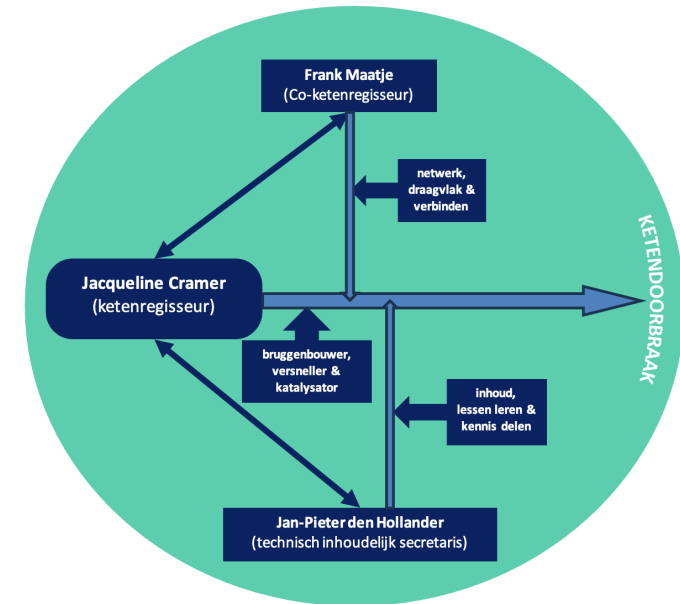 Frank Maatje
(Co-ketenregisseur)
netwerk,
draagvlak &
verbinden
KETENDOORBRAAK
Jacqueline Cramer
(ketenregisseur)
bruggenbouwer,
versneller &
katalysator
inhoud,
lessen leren &
kennis delen
Jan-Pieter den Hollander
(technisch inhoudelijk secretaris)